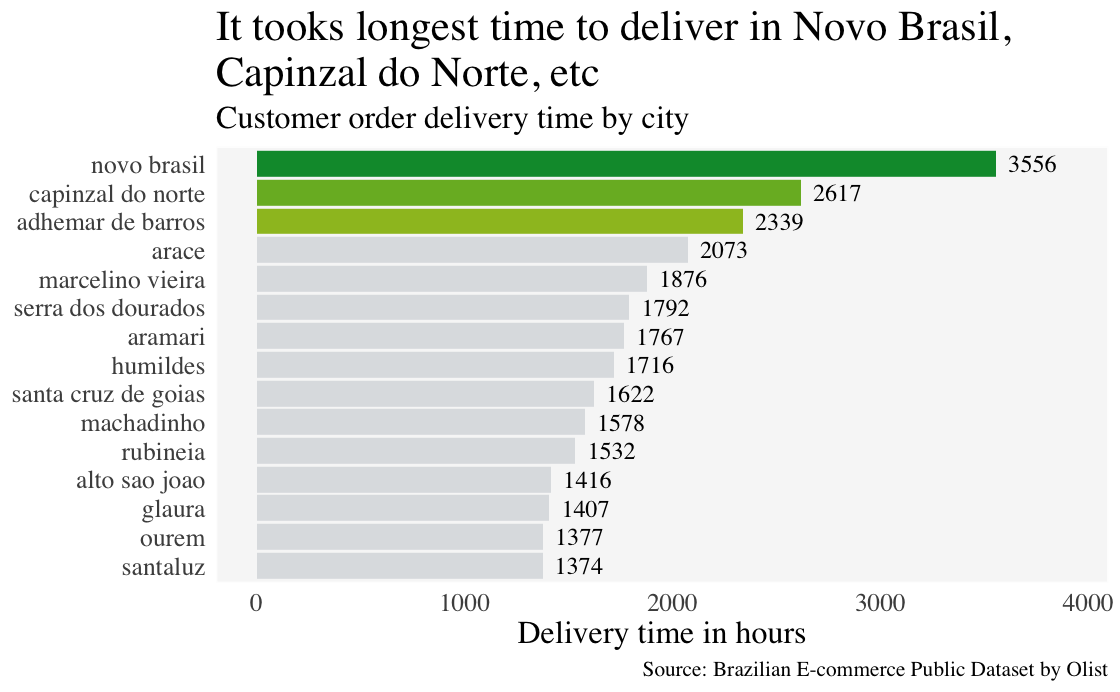 It tooks longest time to deliver in Novo Brasil,
Capinzal do Norte, etc
Customer order delivery time by city
novo brasil 3556
capinzal do norte 2617
adhemar de barros 2339
arace 2073
marcelino vieira 1876
serra dos dourados 1792
aramari 1767
humildes 1716
santa cruz de goias 1622
machadinho 1578
rubineia 1532
alto sao joao 1416
glaura 1407
ourem 1377
santaluz 1374
0 1000 2000 3000 4000
Delivery time in hours
Source: Brazilian E-commerce Public Dataset by Olist